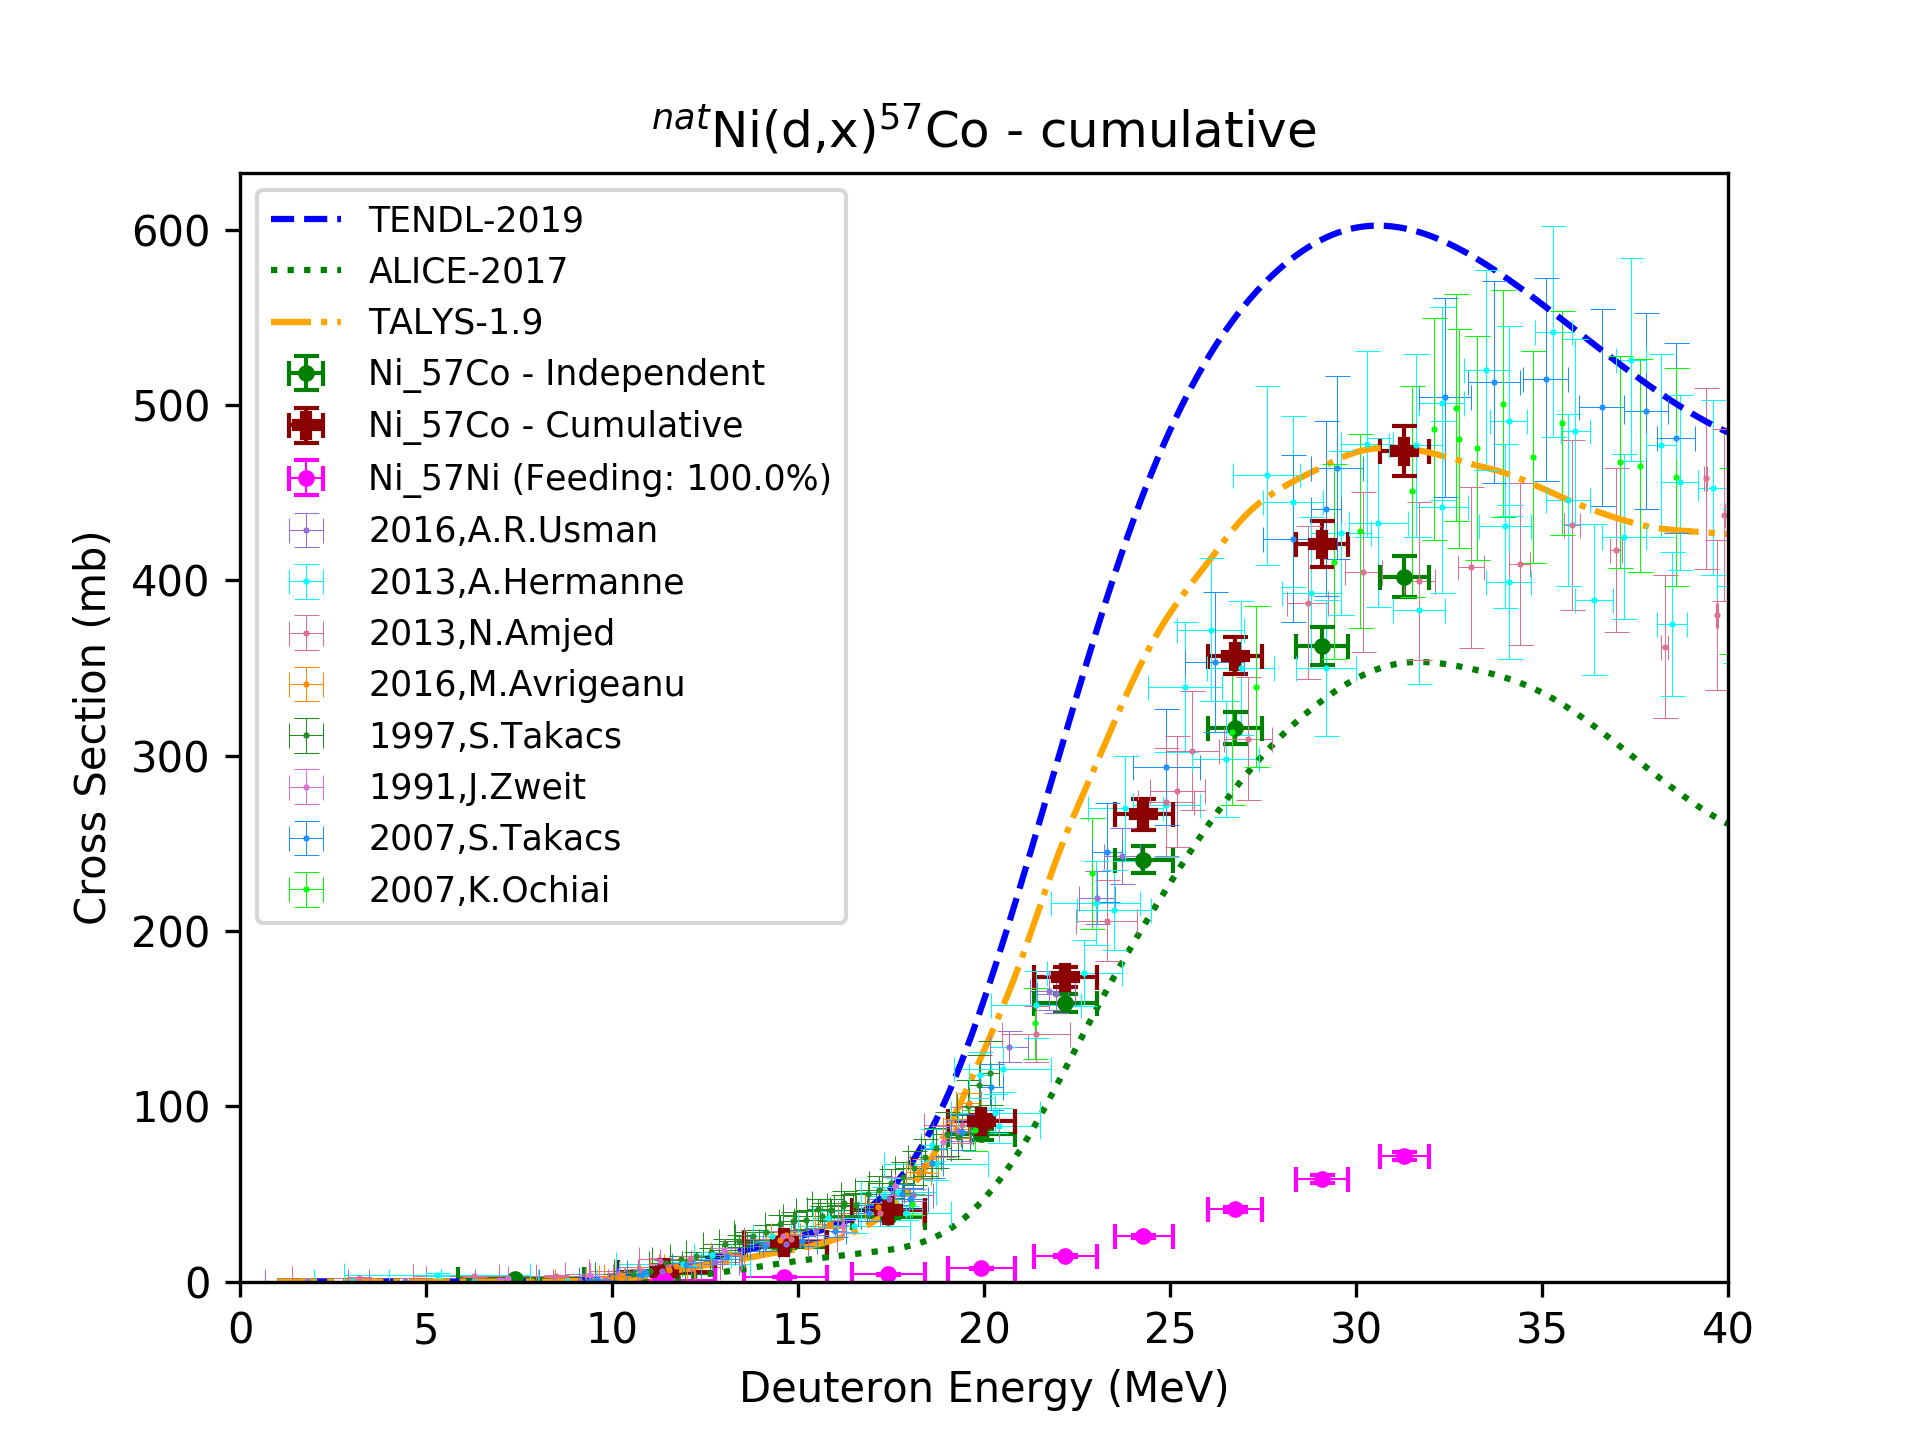 natNi(d,x)57Co - cumulative
TENDL-2019
ALICE-2017
TALYS-1.9
Ni_57Co - Independent
Ni_57Co - Cumulative
Ni_57Ni (Feeding: 100.0%)
2016,A.R.Usman
2013,A.Hermanne
2013,N.Amjed
2016,M.Avrigeanu
1997,S.Takacs
1991,J.Zweit
2007,S.Takacs
2007,K.Ochiai
Cross Section (mb)
600
500
400
300
200
100
0
0 5 10 15 20 25 30 35 40
Deuteron Energy (MeV)